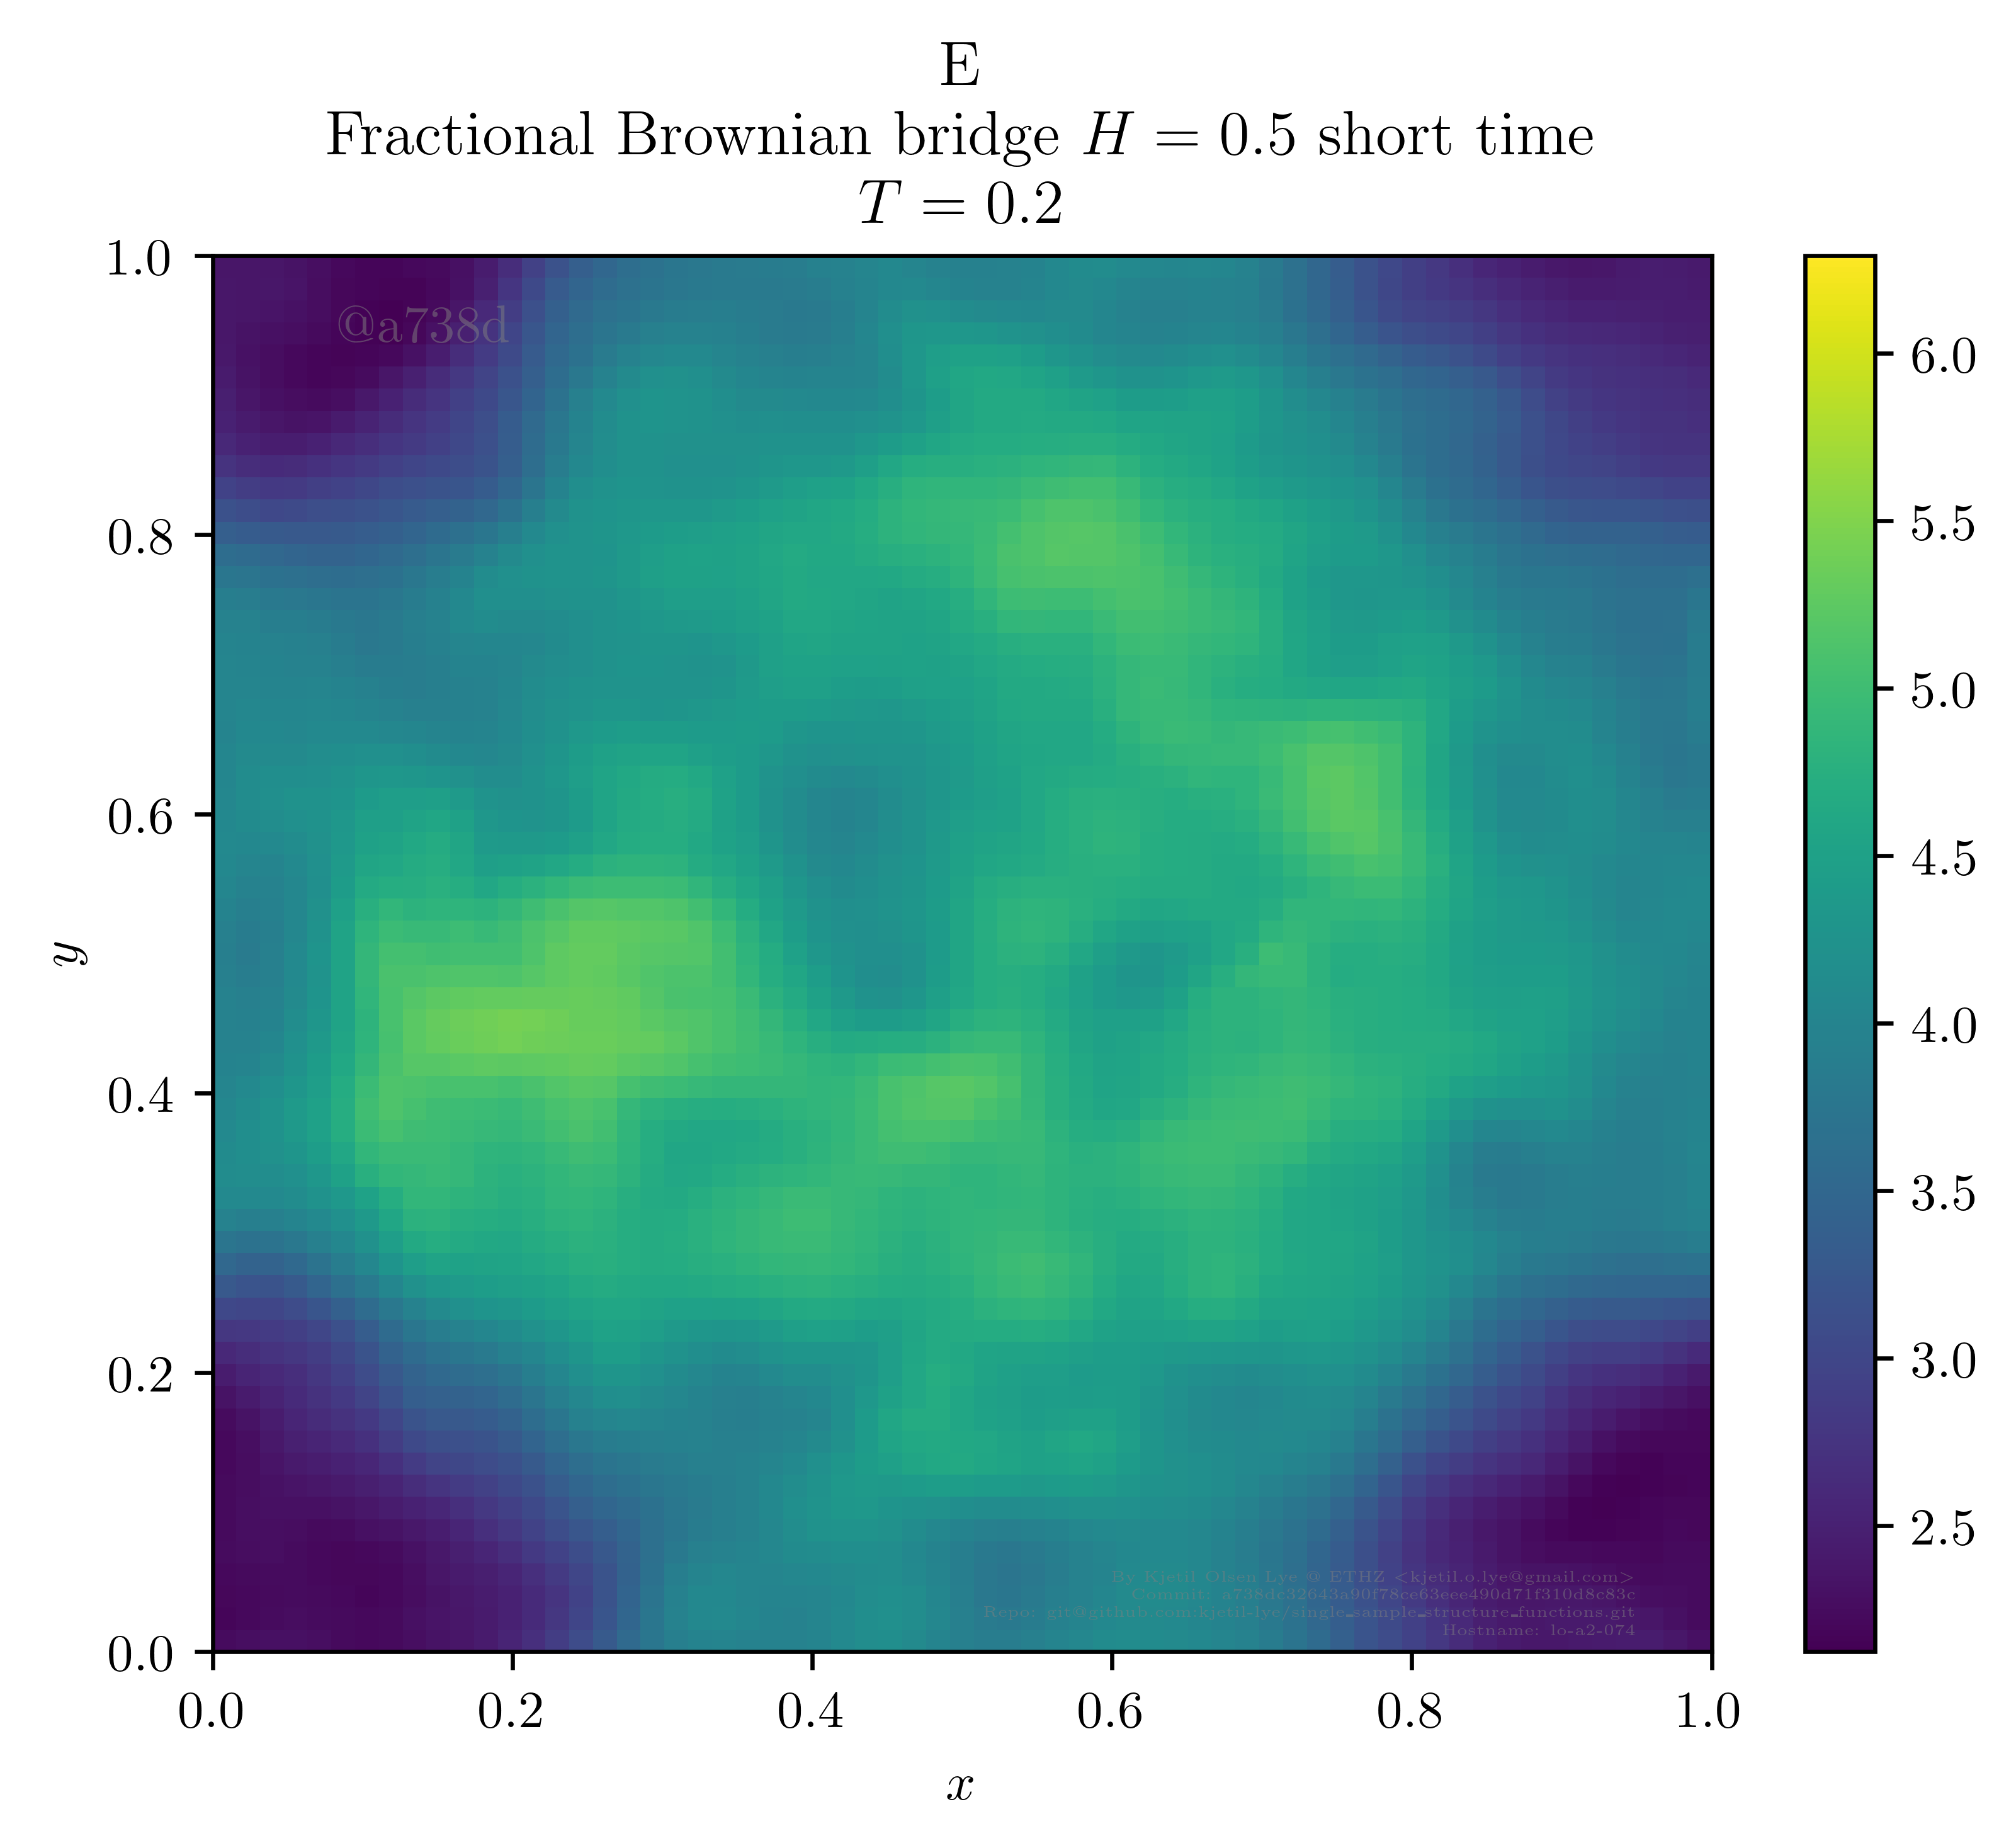 E
Fractional Brownian bridge H = 0.5 short time
T = 0.2
1.0
0.8
0.6
0.4
0.2
0.0
y
@a738d
By Kjetil Olsen Lye @ ETHZ <kjetil.o.lye@gmail.com>
Commit: a738dc32643a90f78ce63eee490d71f310d8c83c
Repo: git@github.com:kjetil-lye/single_sample_structure_functions.git
Hostname: lo-a2-074
0.0 0.2 0.4 0.6 0.8 1.0
x
6.0
5.5
5.0
4.5
4.0
3.5
3.0
2.5